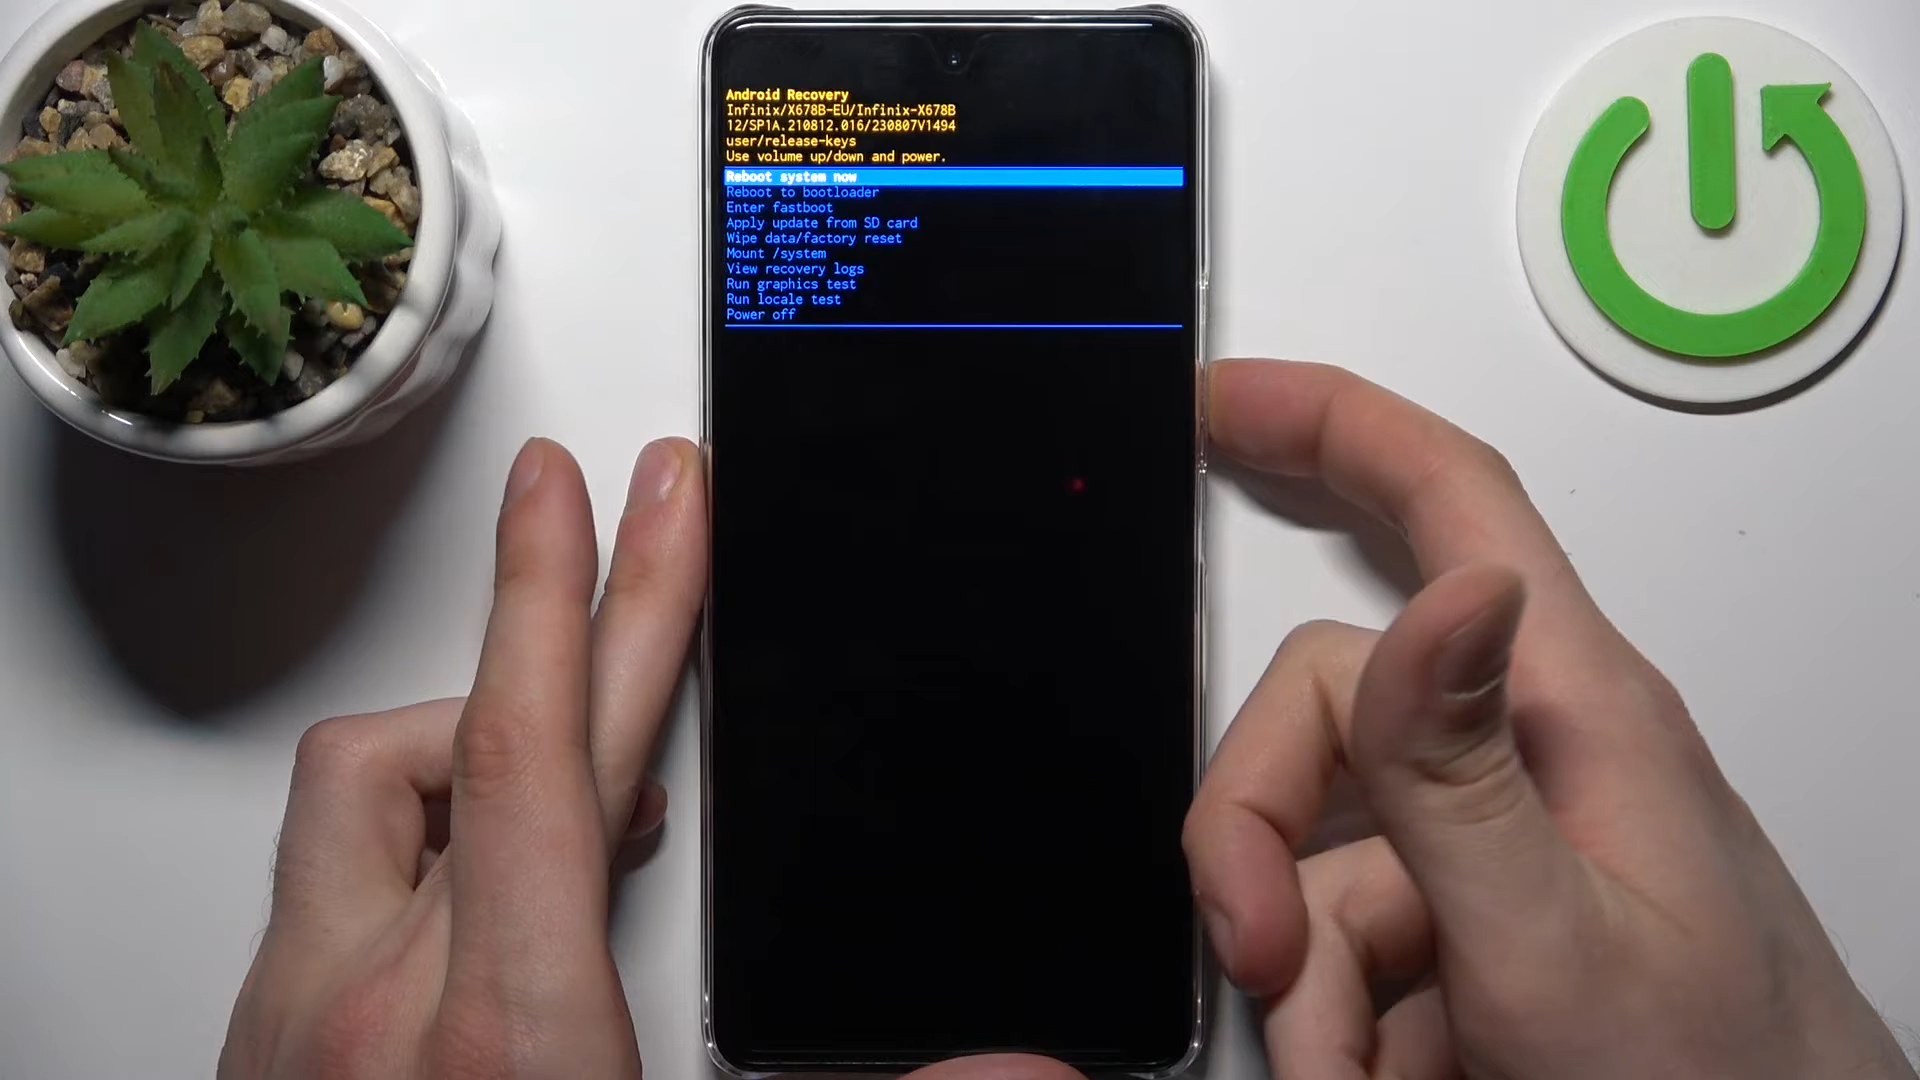 Android Recovery
Infinix/X678B-EU/Infinix-X678B
12/SP1A.210812.016/230807V1494
user/release-keys
Use volume up/down and power.
Reboot system now
Reboot to bootloader
Enter fastboot
Apply update from SD card
Wipe data/factory reset
Mount /system
View recovery logs
Run graphics test
Run locale test
Power off